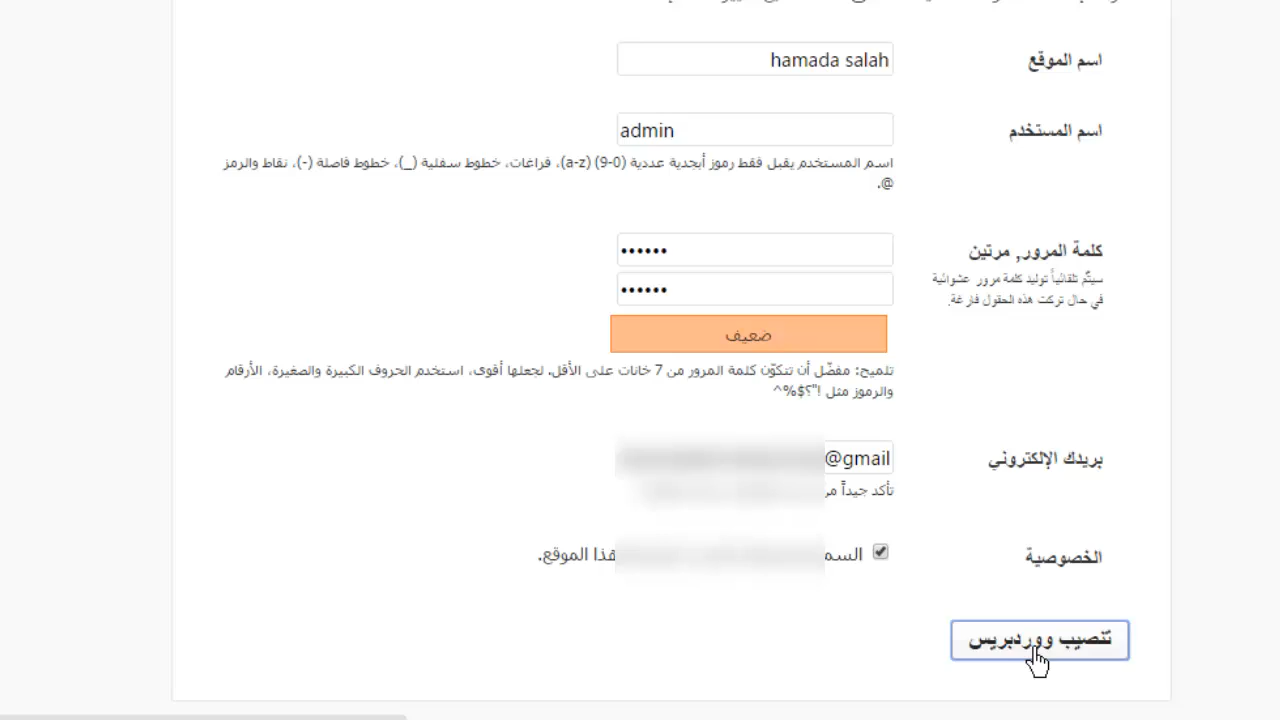 اسم الموقع
hamada salah
اسم المستخدم
admin
اسم المستخدم يقبل فقط رموز أبجدية عددية (0-9) (a-z)، فراغات، خطوط سفلية (_)، خطوط فاصلة (-)، نقاط والرمز
@.
كلمة المرور, مرتين
سيتُم تلقائياً توليد كلمة مرور عشوائية
في حال تركت هذه الحقول فارغة.
••••••
••••••
ضعيف
تلميح: مفضّل أن تتكوّن كلمة المرور من 7 خانات على الأقل. لجعلها أقوى، استخدم الحروف الكبيرة والصغيرة، الأرقام
والرموز مثل !"؟$%^
بريدك الإلكتروني
@gmail
تأكد جيداً
الخصوصية
هذا الموقع.
تنصيب ووردبريس